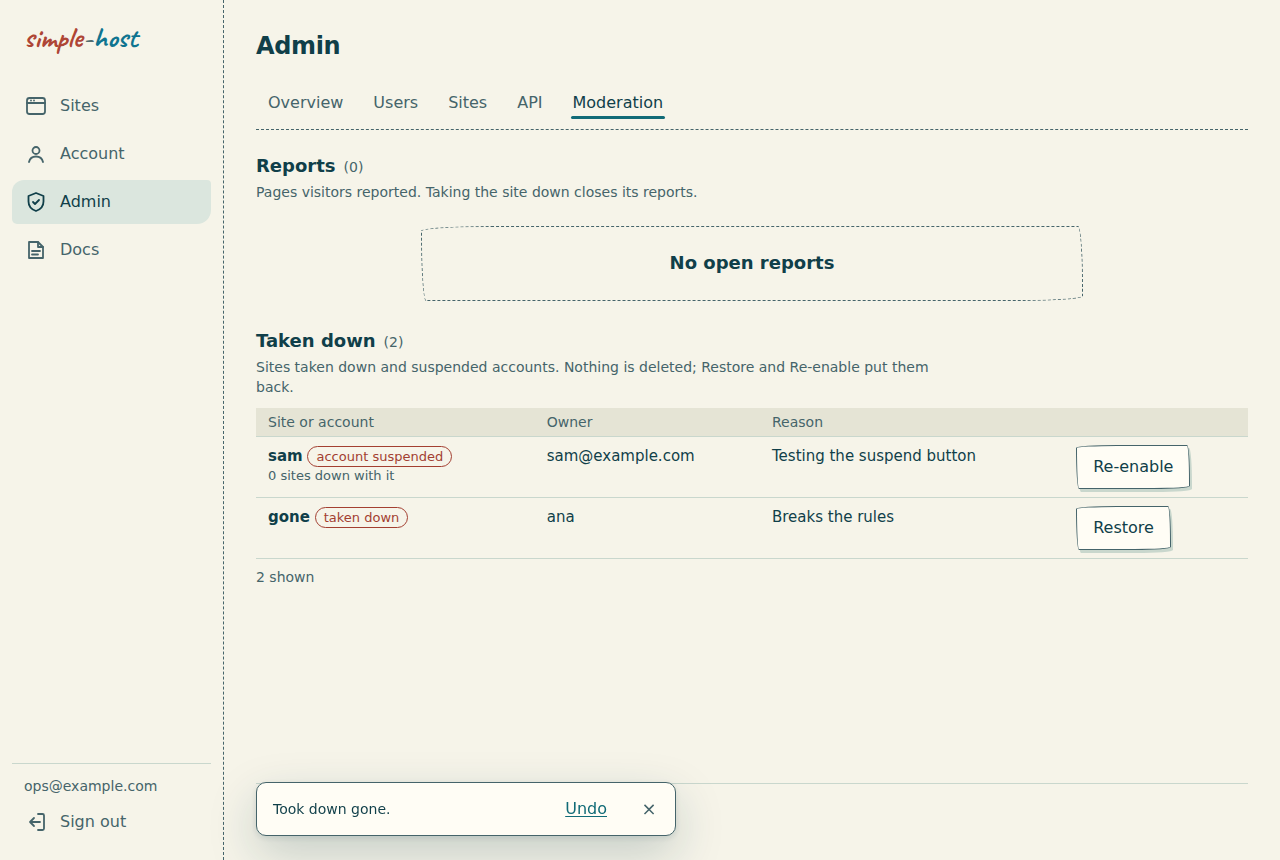 simple-host
Sites
Account
Admin
Docs
ops@example.com
Sign out
Admin
Overview Users Sites API Moderation
Reports (0)
Pages visitors reported. Taking the site down closes its reports.
No open reports
Taken down (2)
Sites taken down and suspended accounts. Nothing is deleted; Restore and Re-enable put them
back.
Site or account Owner Reason
sam account suspended sam@example.com Testing the suspend button Re-enable
0 sites down with it
gone taken down ana Breaks the rules Restore
2 shown
Took down gone. Undo ×